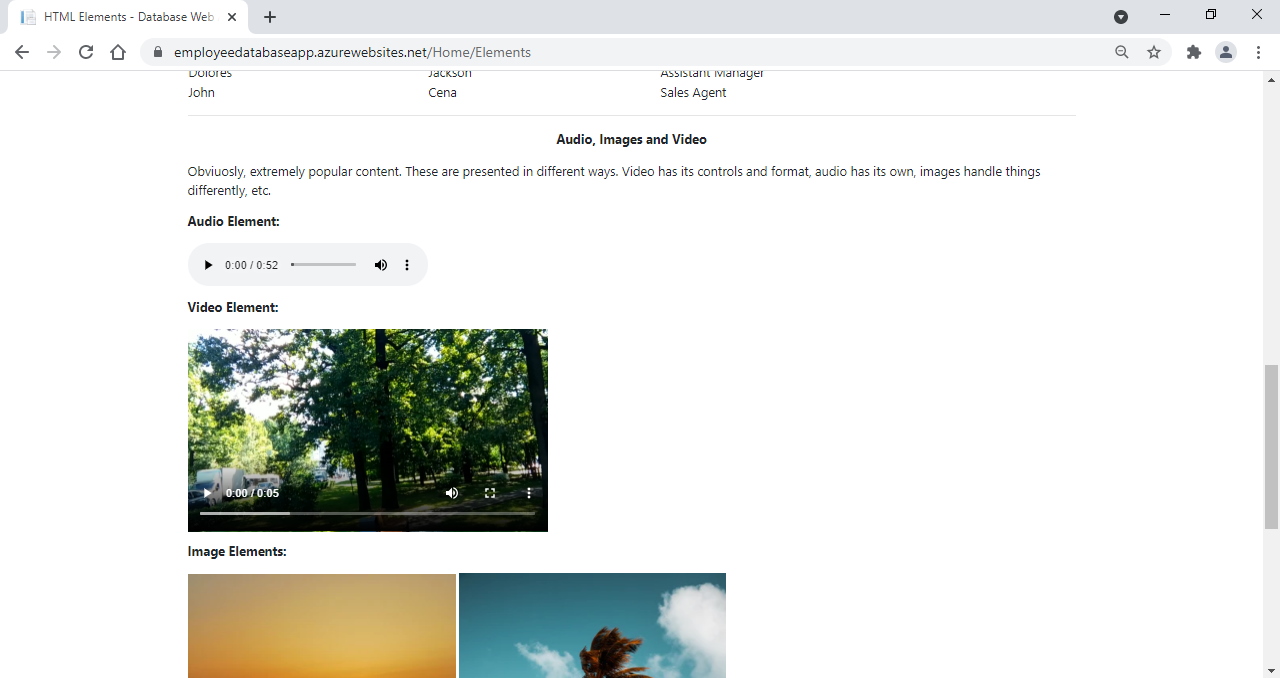 HTML Elements - Database Web
employeedatabaseapp.azurewebsites.net/Home/Elements
Dolores Jackson Assistant Manager
John Cena Sales Agent
Audio, Images and Video
Obviuosly, extremely popular content. These are presented in different ways. Video has its controls and format, audio has its own, images handle things
differently, etc.
Audio Element:
0:00 / 0:52
Video Element:
0:00 / 0:05
Image Elements: